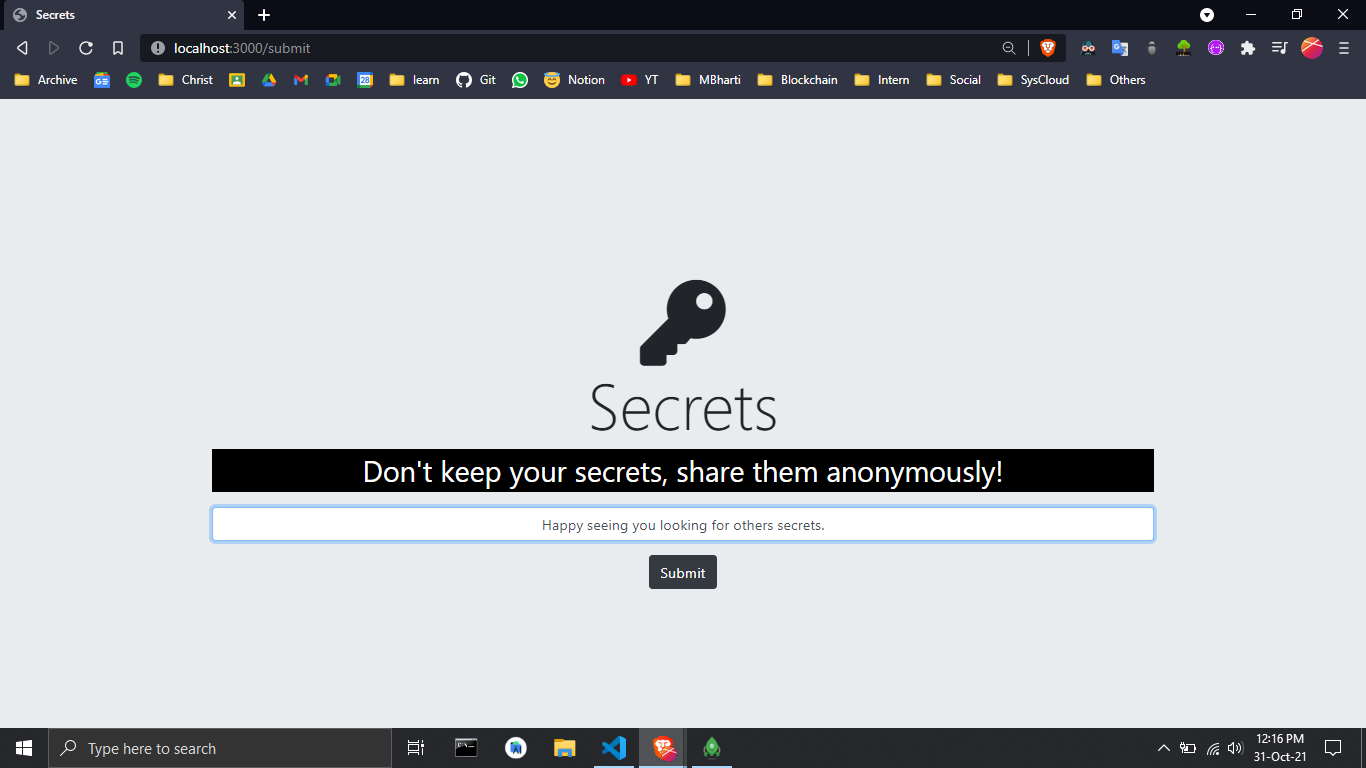 Secrets
localhost:3000/submit
Archive Christ 28 learn Git Notion YT MBharti Blockchain Intern Social SysCloud Others
Secrets
Don't keep your secrets, share them anonymously!
Happy seeing you looking for others secrets.
Submit
Type here to search
12:16 PM
31-Oct-21